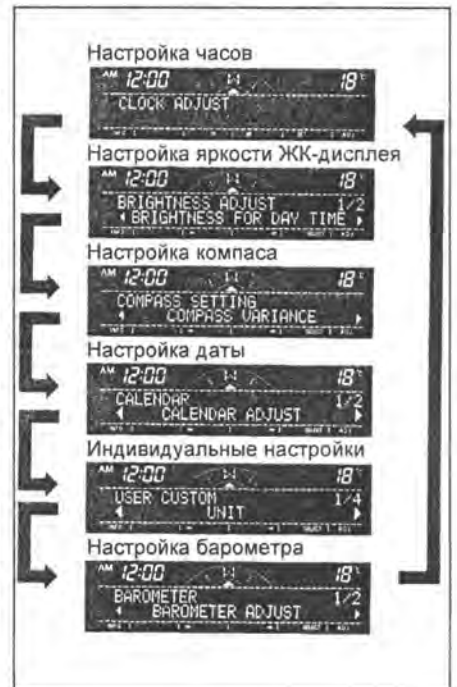 Настройка часов
AM 12:00 18°
CLOCK ADJUST
Настройка яркости ЖК-дисплея
AM 12:00 18°
BRIGHTNESS ADJUST 1/2
BRIGHTNESS FOR DAY TIME
Настройка компаса
AM 12:00 18°
COMPASS SETTING
COMPASS VARIANCE
Настройка даты
AM 12:00 18°
CALENDAR 1/2
CALENDAR ADJUST
Индивидуальные настройки
AM 12:00 18°
USER CUSTOM 1/4
UNIT
Настройка барометра
AM 12:00 18°
BAROMETER 1/2
BAROMETER ADJUST